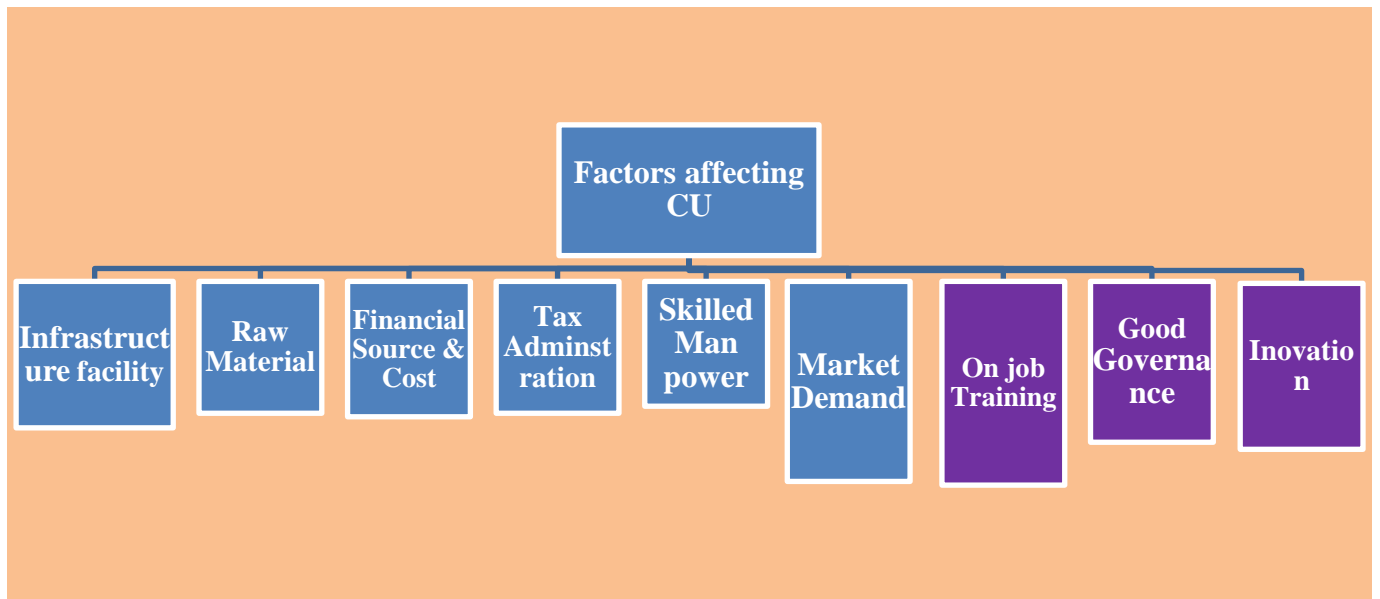 Factors affecting
CU
Infrastruct
ure facility
Raw
Material
Financial
Source &
Cost
Tax
Adminst
ration
Skilled
Man
power
Market
Demand
On job
Training
Good
Governa
nce
Inovatio
n